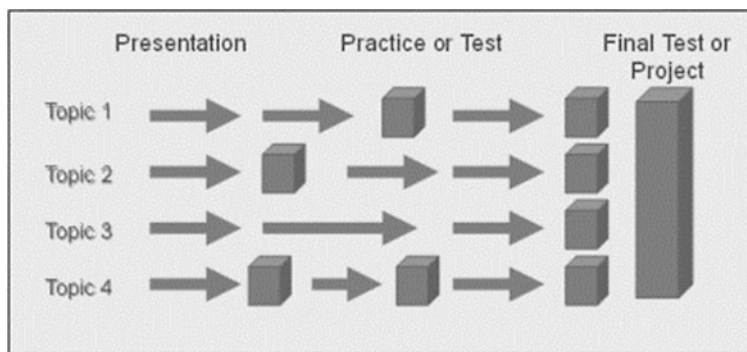 Presentation
Practice or Test
Final Test or
Project
Topic 1
Topic 2
Topic 3
Topic 4